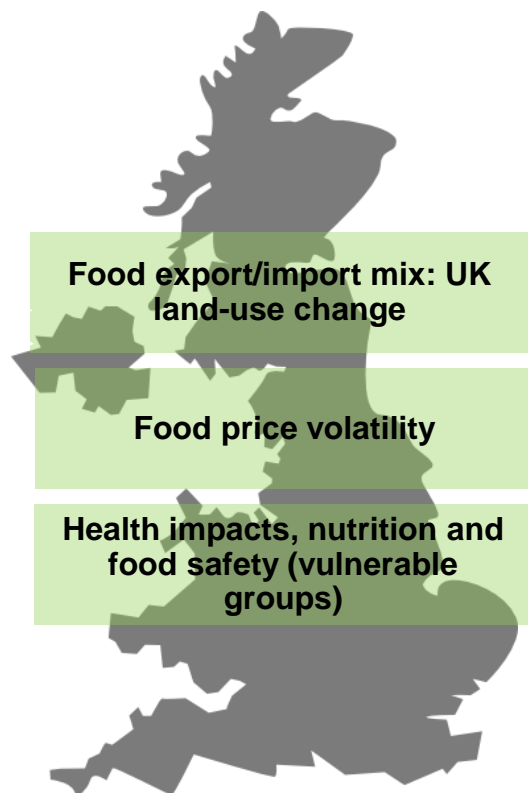 Food export/import mix: UK
land-use change
Food price volatility
Health impacts, nutrition and
food safety (vulnerable
groups)